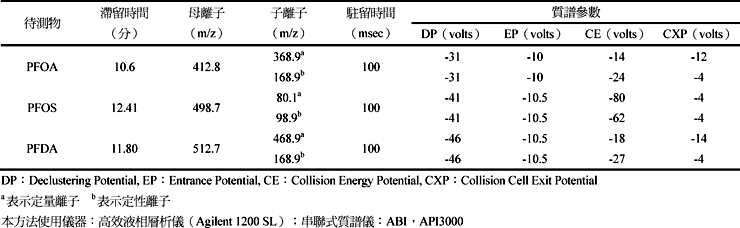 待測物 滯留時間（分） 母離子（m/z） 子離子（m/z） 駐留時間（msec） 質譜參數
DP（volts） EP（volts） CE（volts） CXP（volts）
PFOA 10.6 412.8 368.9a 100 -31 -10 -14 -12
168.9b -31 -10 -24 -4
PFOS 12.41 498.7 80.1a 100 -41 -10.5 -80 -4
98.9b -41 -10.5 -62 -4
PFDA 11.80 512.7 468.9a 100 -46 -10.5 -18 -14
168.9b -46 -10.5 -27 -4
DP：Declustering Potential, EP：Entrance Potential, CE：Collision Energy Potential, CXP：Collision Cell Exit Potential
a 表示定量離子 b 表示定性離子
本方法使用儀器：高效液相層析儀（Agilent 1200 SL）；串聯式質譜儀：ABI，API3000